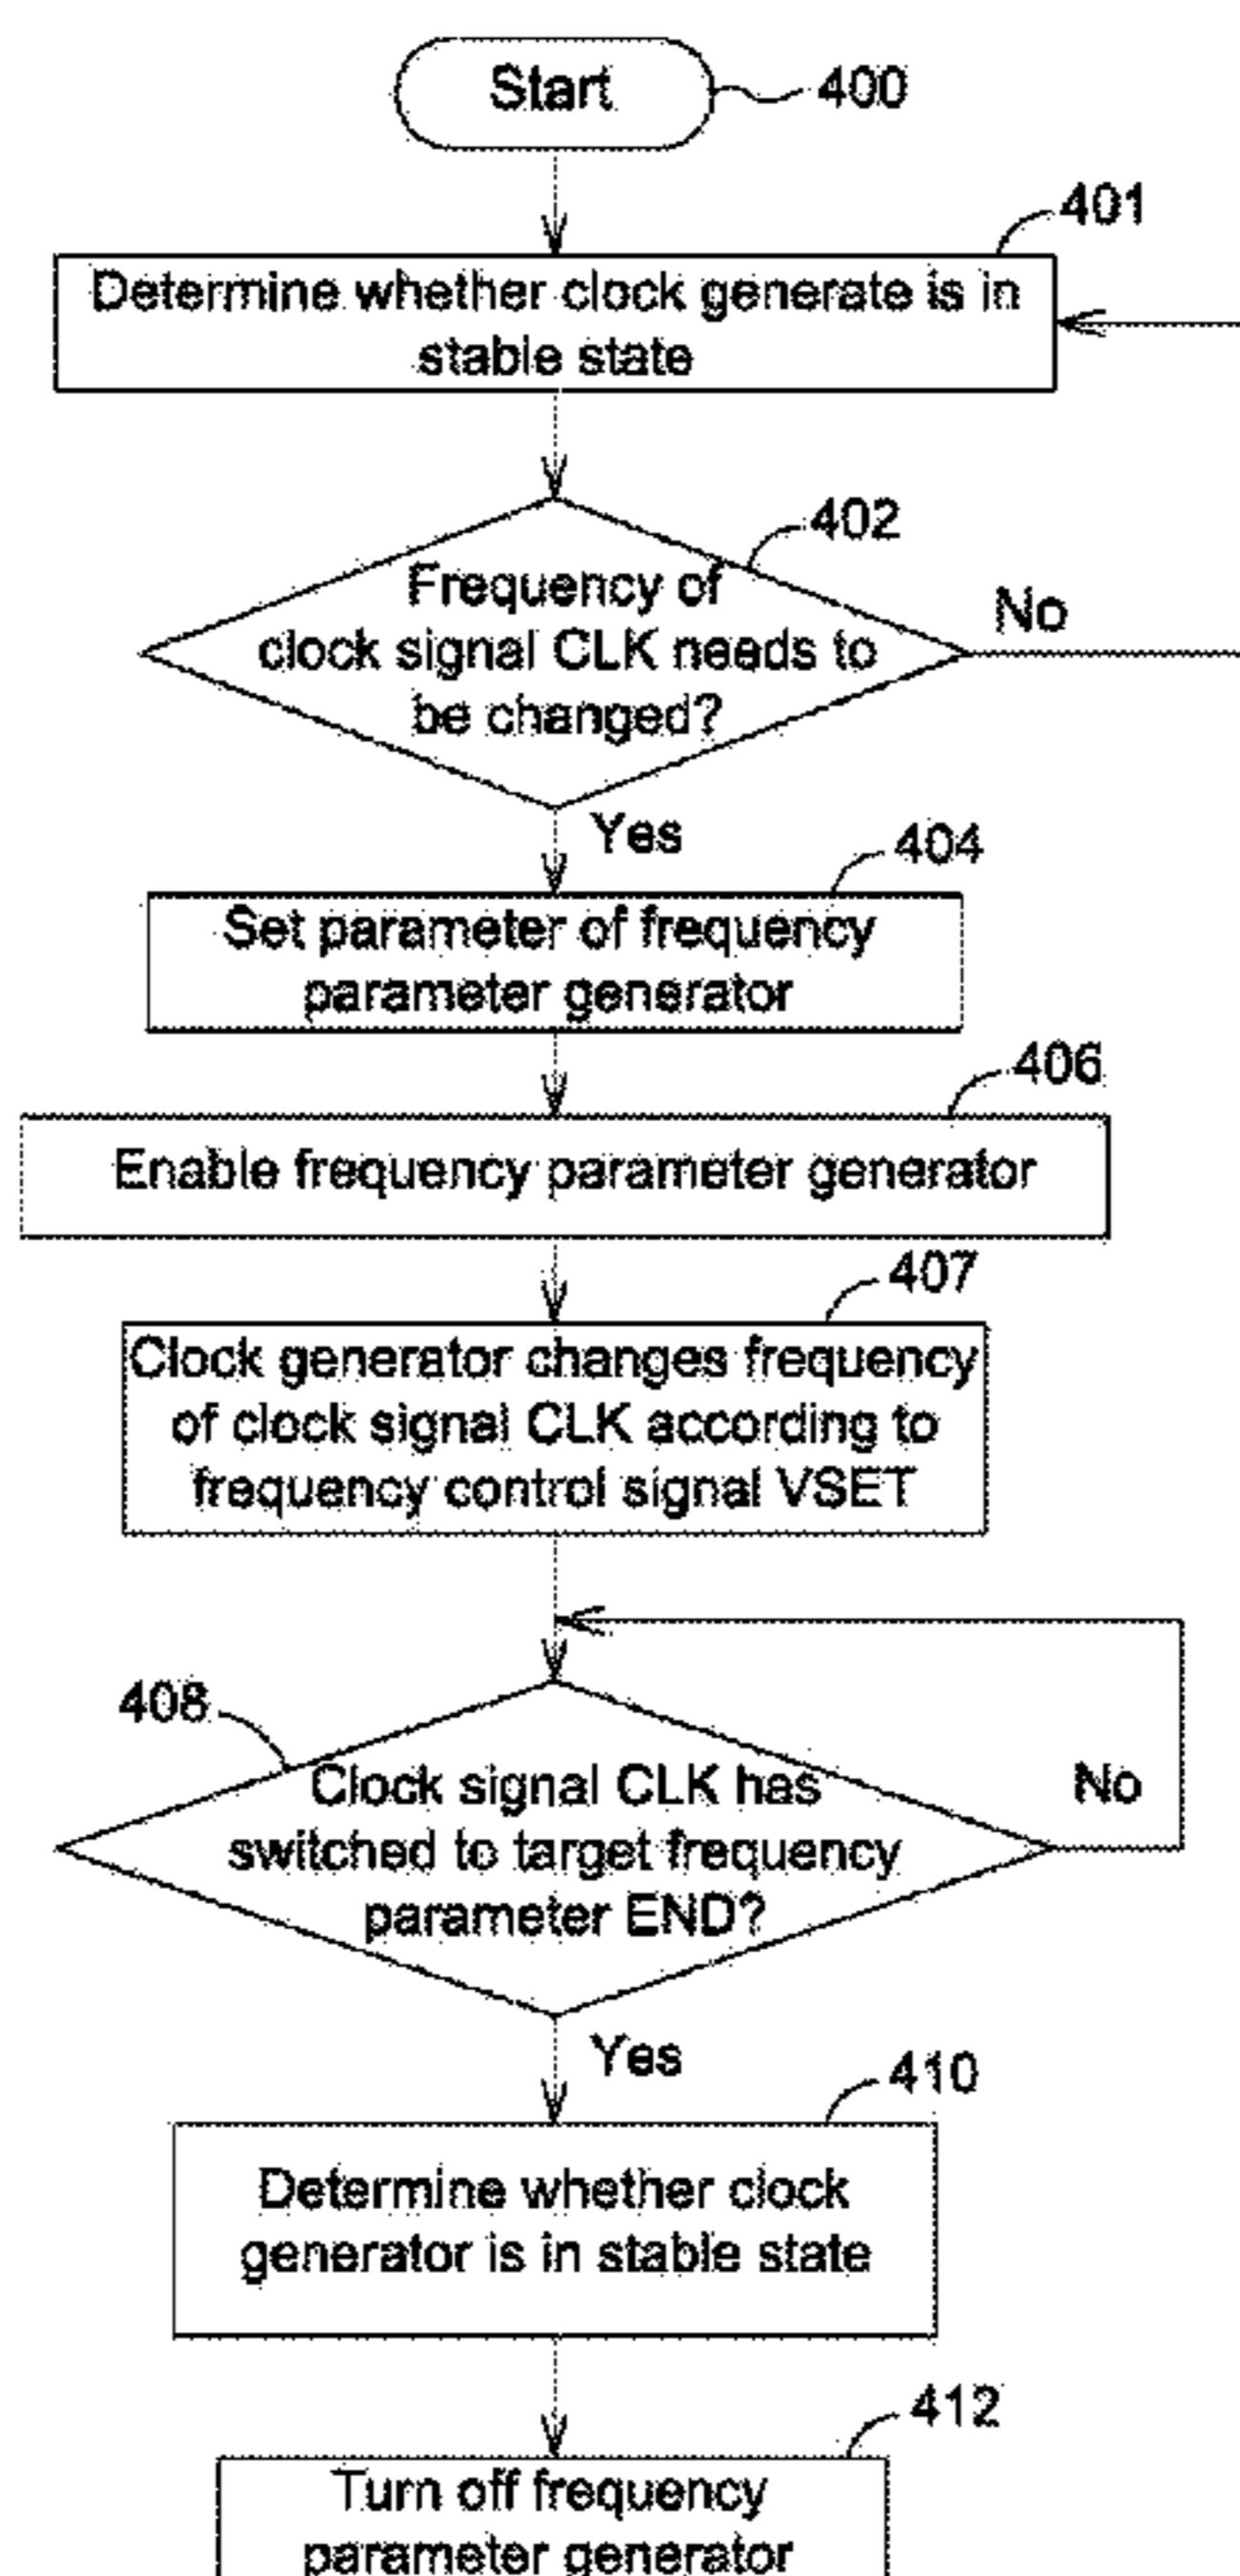 Start
400
401
Determine whether clock generate is in
stable state
402
Frequency of
clock signal CLK needs to
be changed?
No
Yes
404
Set parameter of frequency
parameter generator
406
Enable frequency parameter generator
407
Clock generator changes frequency
of clock signal CLK according to
frequency control signal VSET
408
Clock signal CLK has
switched to target frequency
parameter END?
No
Yes
410
Determine whether clock
generator is in stable state
412
Turn off frequency
parameter generator